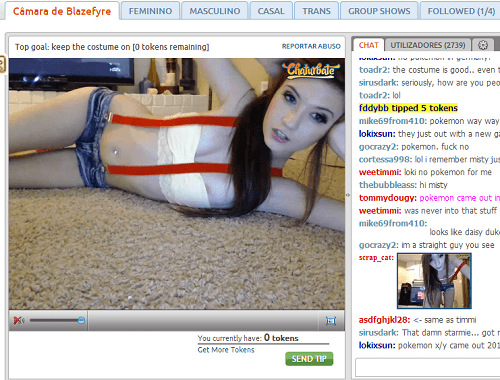 Câmara de Blazefyre
FEMININO
MASCULINO
CASAL
TRANS
GROUP SHOWS
FOLLOWED (1/4)
Top goal: keep the costume on [0 tokens remaining]
REPORTAR ABUSO
Chaturbate
You currently have: 0 tokens
Get More Tokens
SEND TIP
CHAT
UTILIZADORES (2739)
toadr2: the costume is good.. even t
sirusdark: seriously, how are you peo
toadr2: lol
fddybb tipped 5 tokens
mike69from410: pokemon way way
lokixsun: they just out with a new ga
gocrazy2: pokemon. fuck no
cortessa998: lol i remember misty jus
weetimmi: loki no pokemon for me
thebubbleass: hi misty
tommydougy: pokemon came out in
weetimmi: was never into that stuff
mike69from410:
looks like daisy duke
gocrazy2: im a straight guy you see
scrap_cat:
asdfghjkl28: <- same as timmi
sirusdark: That damn starmie... got r
lokixsun: pokemon x/y came out 201